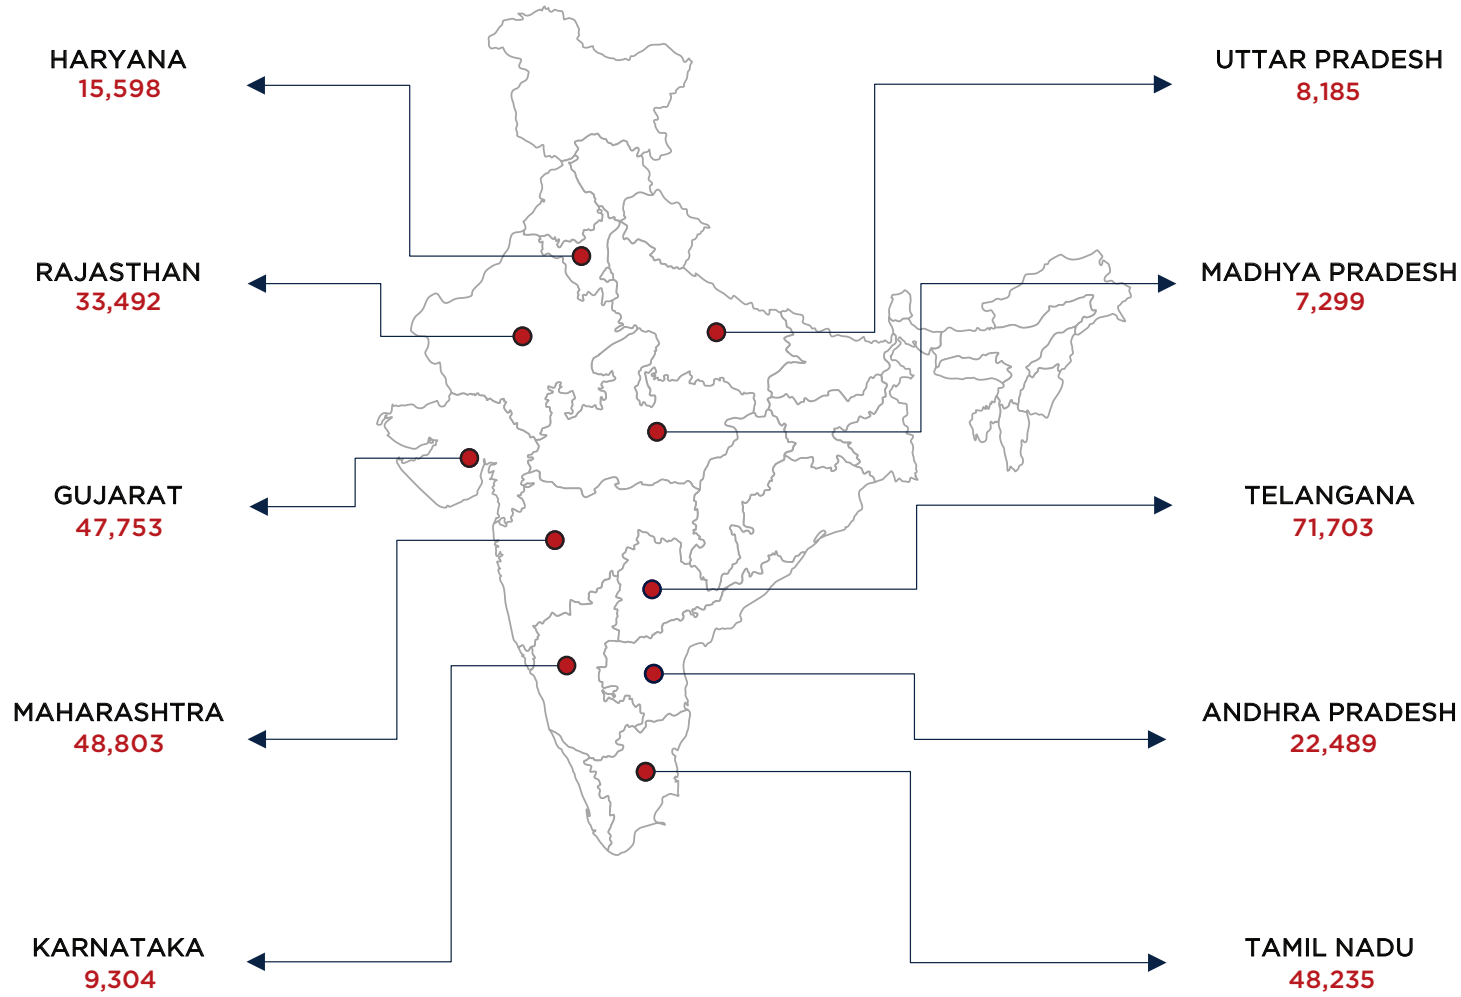 HARYANA
15,598
RAJASTHAN
33,492
GUJARAT
47,753
MAHARASHTRA
48,803
KARNATAKA
9,304
UTTAR PRADESH
8,185
MADHYA PRADESH
7,299
TELANGANA
71,703
ANDHRA PRADESH
22,489
TAMIL NADU
48,235